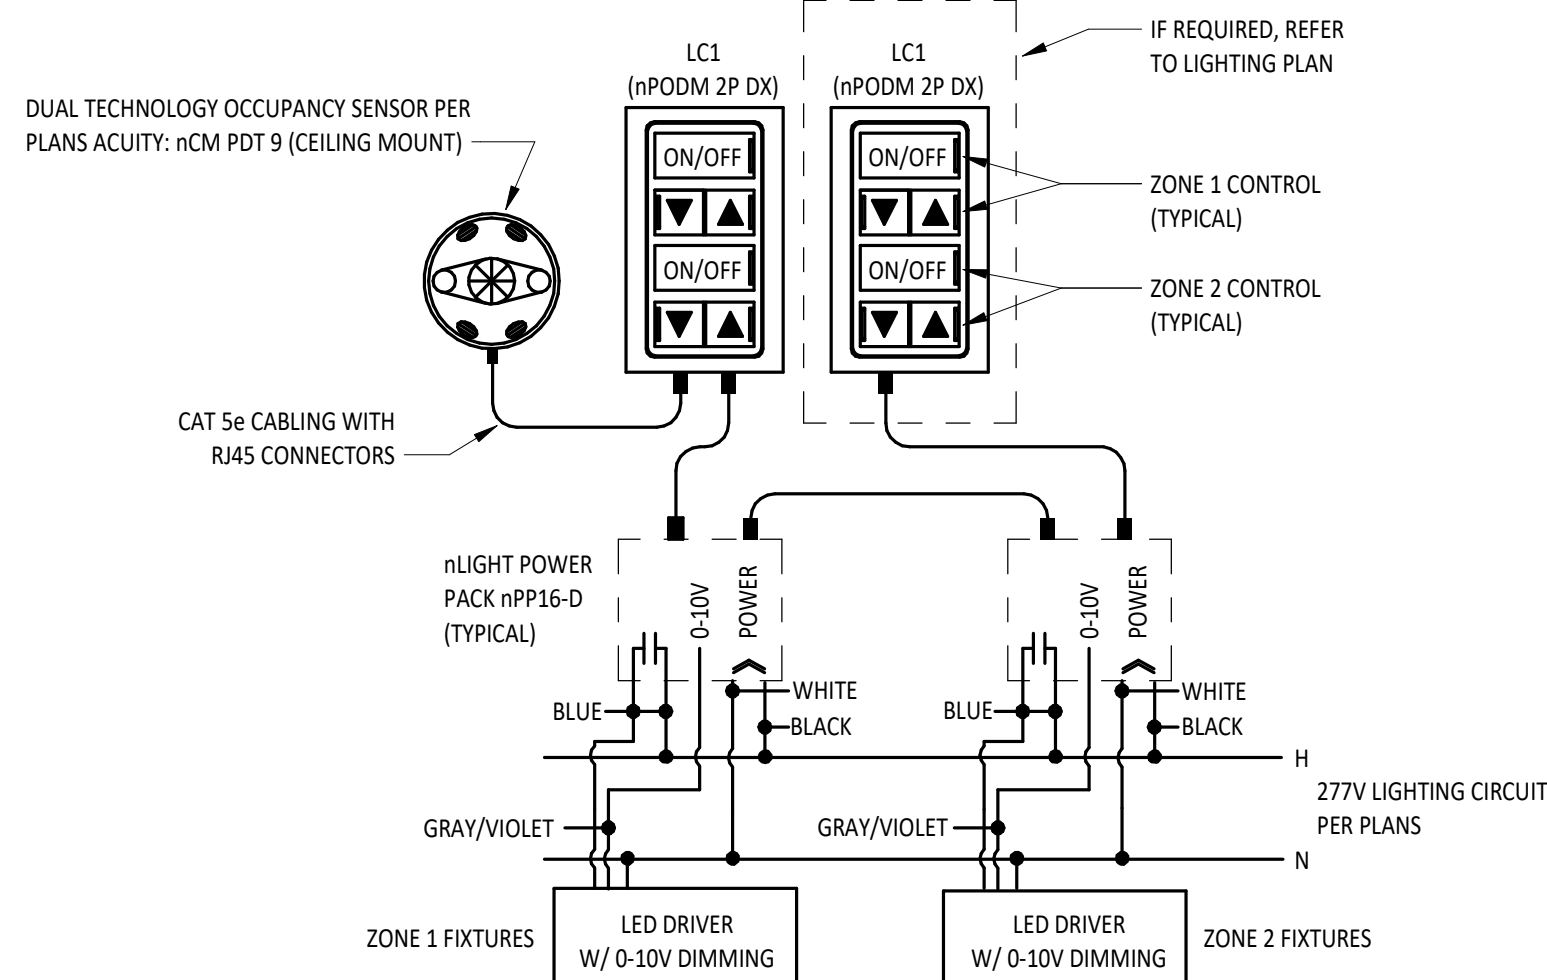 IF REQUIRED, REFER
TO LIGHTING PLAN
LC1
(nPODM 2P DX)
LC1
(nPODM 2P DX)
DUAL TECHNOLOGY OCCUPANCY SENSOR PER
PLANS ACUITY: nCM PDT 9 (CEILING MOUNT)
ON/OFF
ON/OFF
ON/OFF
ON/OFF
ZONE 1 CONTROL
(TYPICAL)
ZONE 2 CONTROL
(TYPICAL)
CAT 5e CABLING WITH
RJ45 CONNECTORS
nLIGHT POWER
PACK nPP16-D
(TYPICAL)
0-10V
POWER
0-10V
POWER
WHITE
BLUE
BLACK
WHITE
BLUE
BLACK
H
277V LIGHTING CIRCUIT
PER PLANS
GRAY/VIOLET
GRAY/VIOLET
N
ZONE 1 FIXTURES
LED DRIVER
W/ 0-10V DIMMING
LED DRIVER
W/ 0-10V DIMMING
ZONE 2 FIXTURES